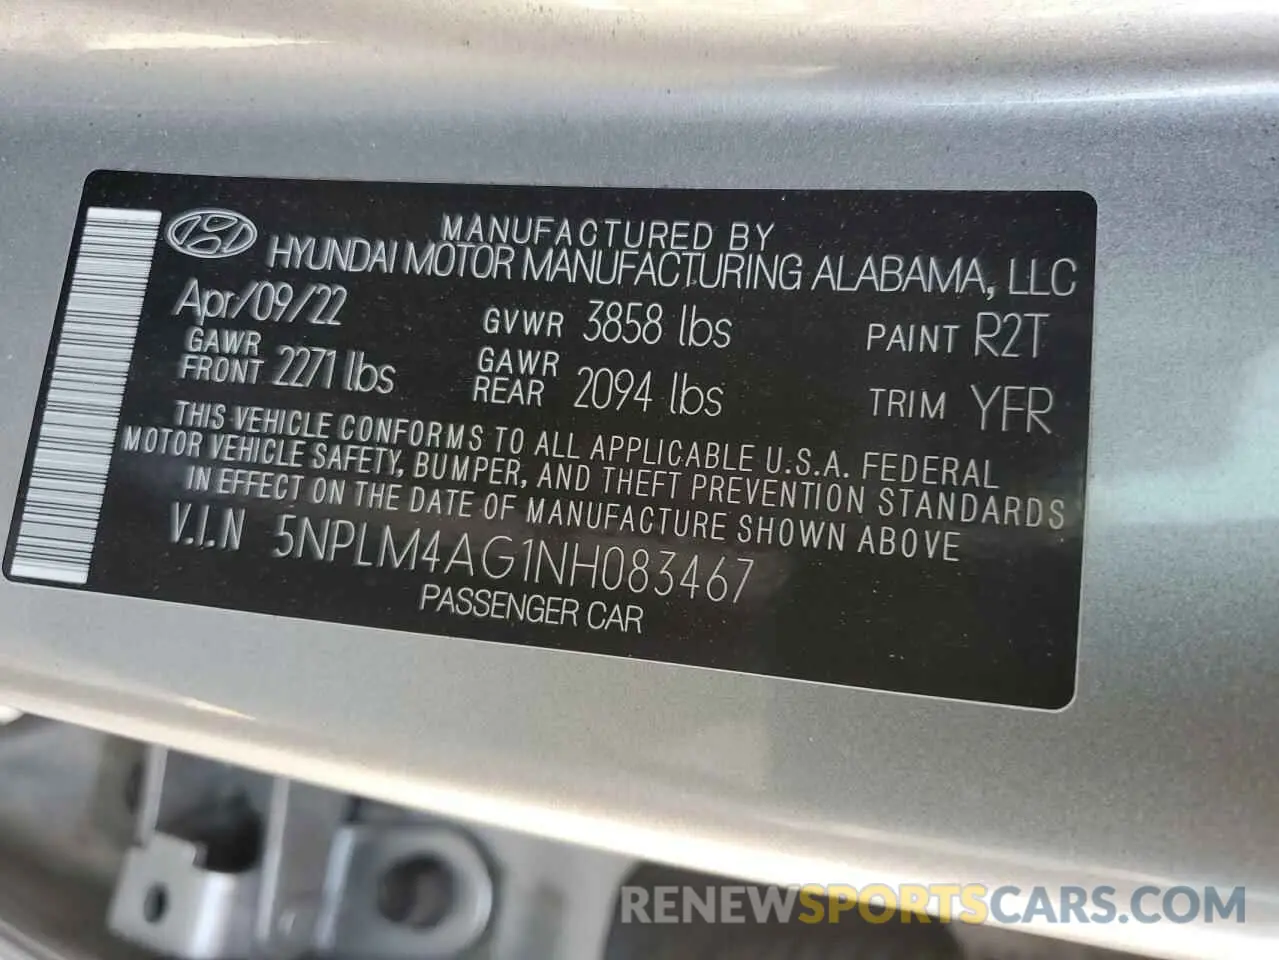 MANUFACTURED BY
HYUNDAI MOTOR MANUFACTURING ALABAMA, LLC
Apr/09/22 GVWR 3858 lbs PAINT R2T
GAWR FRONT 2271 lbs GAWR REAR 2094 lbs TRIM YFR
THIS VEHICLE CONFORMS TO ALL APPLICABLE U.S.A. FEDERAL
MOTOR VEHICLE SAFETY, BUMPER, AND THEFT PREVENTION STANDARDS
IN EFFECT ON THE DATE OF MANUFACTURE SHOWN ABOVE
V.I.N 5NPLM4AG1NH083467
PASSENGER CAR
RENEWSPORTSCARS.COM